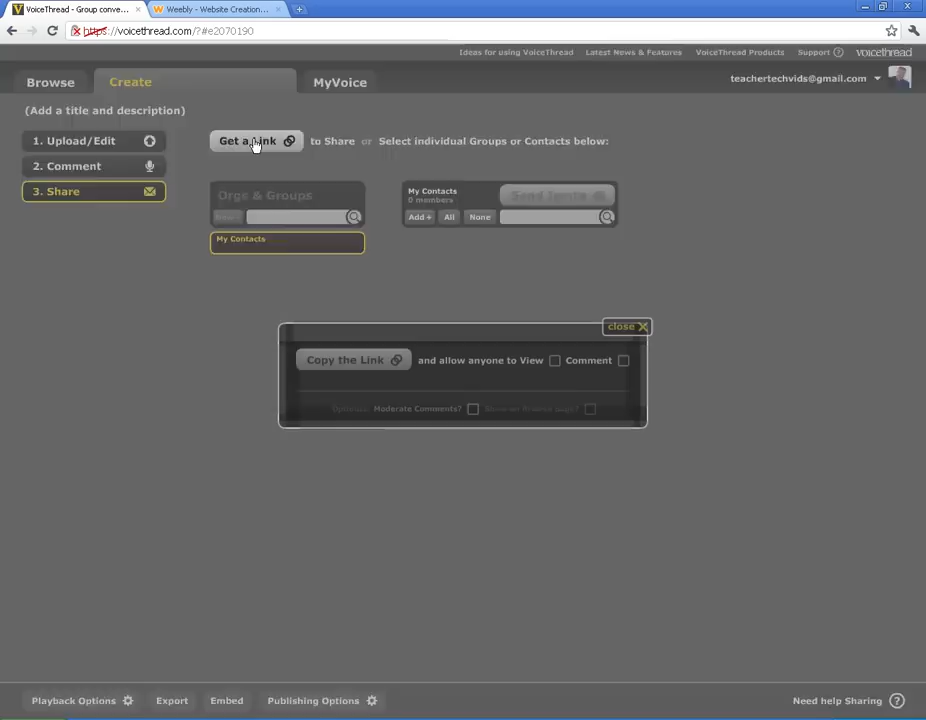 VoiceThread - Group conve...
Weebly - Website Creation...
https://voicethread.com/?#e2070190
Ideas for using VoiceThread
Latest News & Features
VoiceThread Products
Support ?
voicethread
Browse
Create
MyVoice
teachertechvids@gmail.com
(Add a title and description)
1. Upload/Edit
Get a Link to Share or Select individual Groups or Contacts below:
2. Comment
3. Share
Orgs & Groups
My Contacts
0 members
Send Invite
New
Add +
All
None
My Contacts
close X
Copy the Link and allow anyone to View Comment
Optional: Moderate Comments?
Playback Options
Export
Embed
Publishing Options
Need help Sharing ?